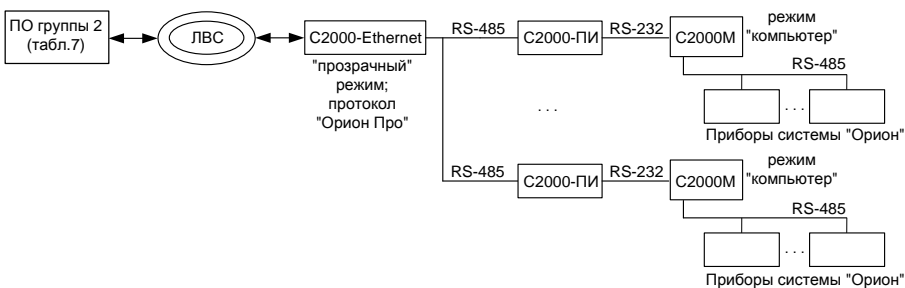 ПО группы 2
(табл.7)
ЛВС
С2000-Ethernet
"прозрачный"
режим;
протокол
"Орион Про"
RS-485
С2000-ПИ
RS-232
С2000М
режим
"компьютер"
RS-485
. . .
Приборы системы "Орион"
. . .
RS-485
С2000-ПИ
RS-232
С2000М
режим
"компьютер"
RS-485
. . .
Приборы системы "Орион"